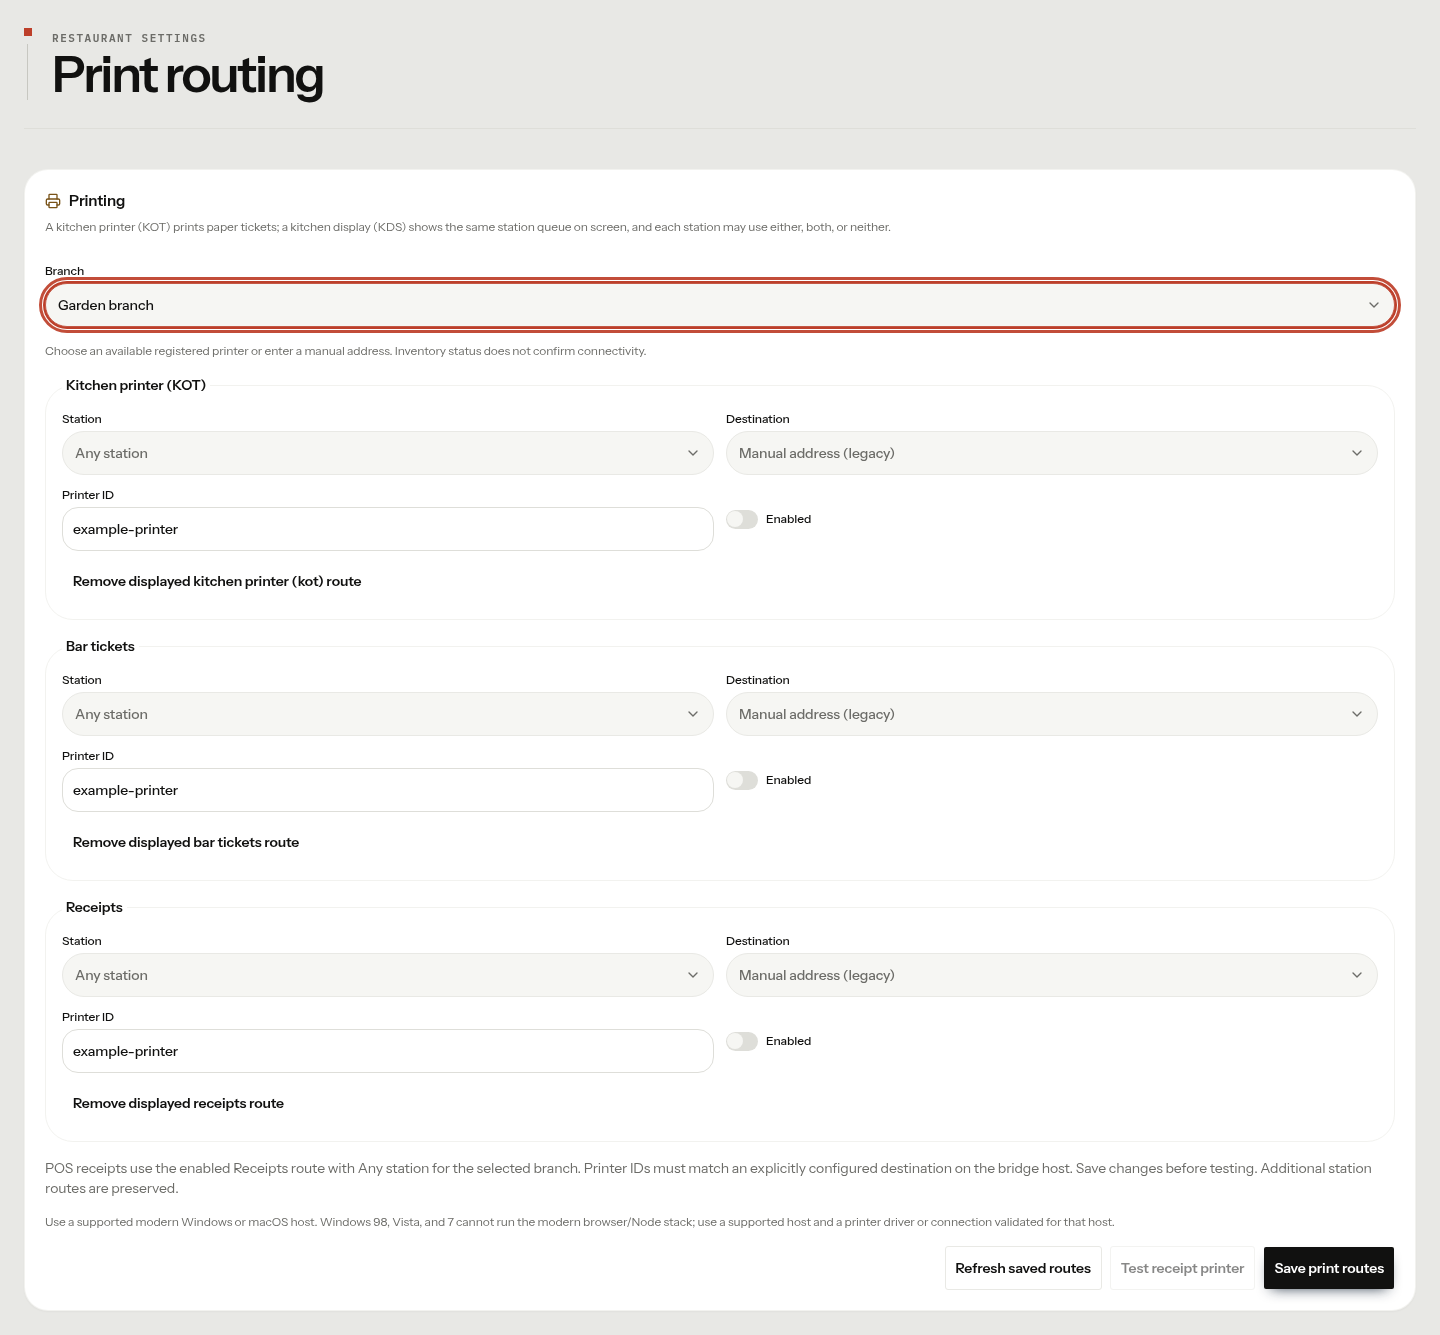 RESTAURANT SETTINGS
Print routing
Printing
A kitchen printer (KOT) prints paper tickets; a kitchen display (KDS) shows the same station queue on screen, and each station may use either, both, or neither.
Branch
Garden branch
Choose an available registered printer or enter a manual address. Inventory status does not confirm connectivity.
Kitchen printer (KOT)
Station
Destination
Any station
Manual address (legacy)
Printer ID
example-printer
Enabled
Remove displayed kitchen printer (kot) route
Bar tickets
Station
Destination
Any station
Manual address (legacy)
Printer ID
example-printer
Enabled
Remove displayed bar tickets route
Receipts
Station
Destination
Any station
Manual address (legacy)
Printer ID
example-printer
Enabled
Remove displayed receipts route
POS receipts use the enabled Receipts route with Any station for the selected branch. Printer IDs must match an explicitly configured destination on the bridge host. Save changes before testing. Additional station
routes are preserved.
Use a supported modern Windows or macOS host. Windows 98, Vista, and 7 cannot run the modern browser/Node stack; use a supported host and a printer driver or connection validated for that host.
Refresh saved routes
Test receipt printer
Save print routes